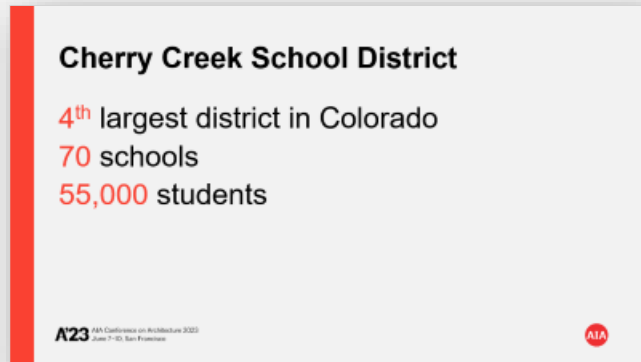 Cherry Creek School District
4th largest district in Colorado
70 schools
55,000 students
A'23 AIA Conference on Architecture 2023
June 7–10, San Francisco
AIA